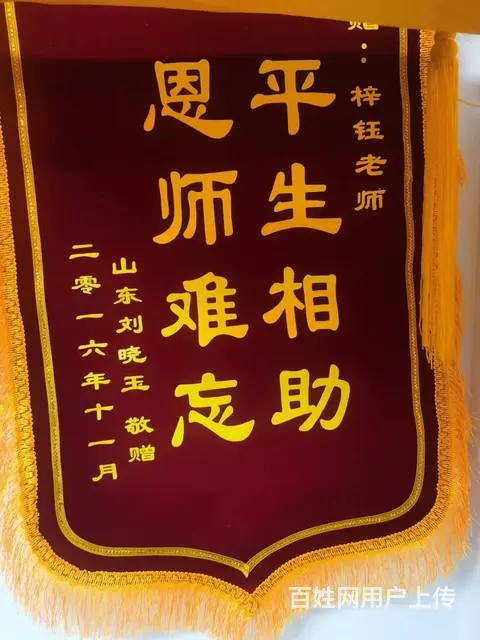 赠：梓钰老师
平生相助
恩师难忘
山东刘晓玉 敬赠
二零一六年十一月
百姓网用户上传